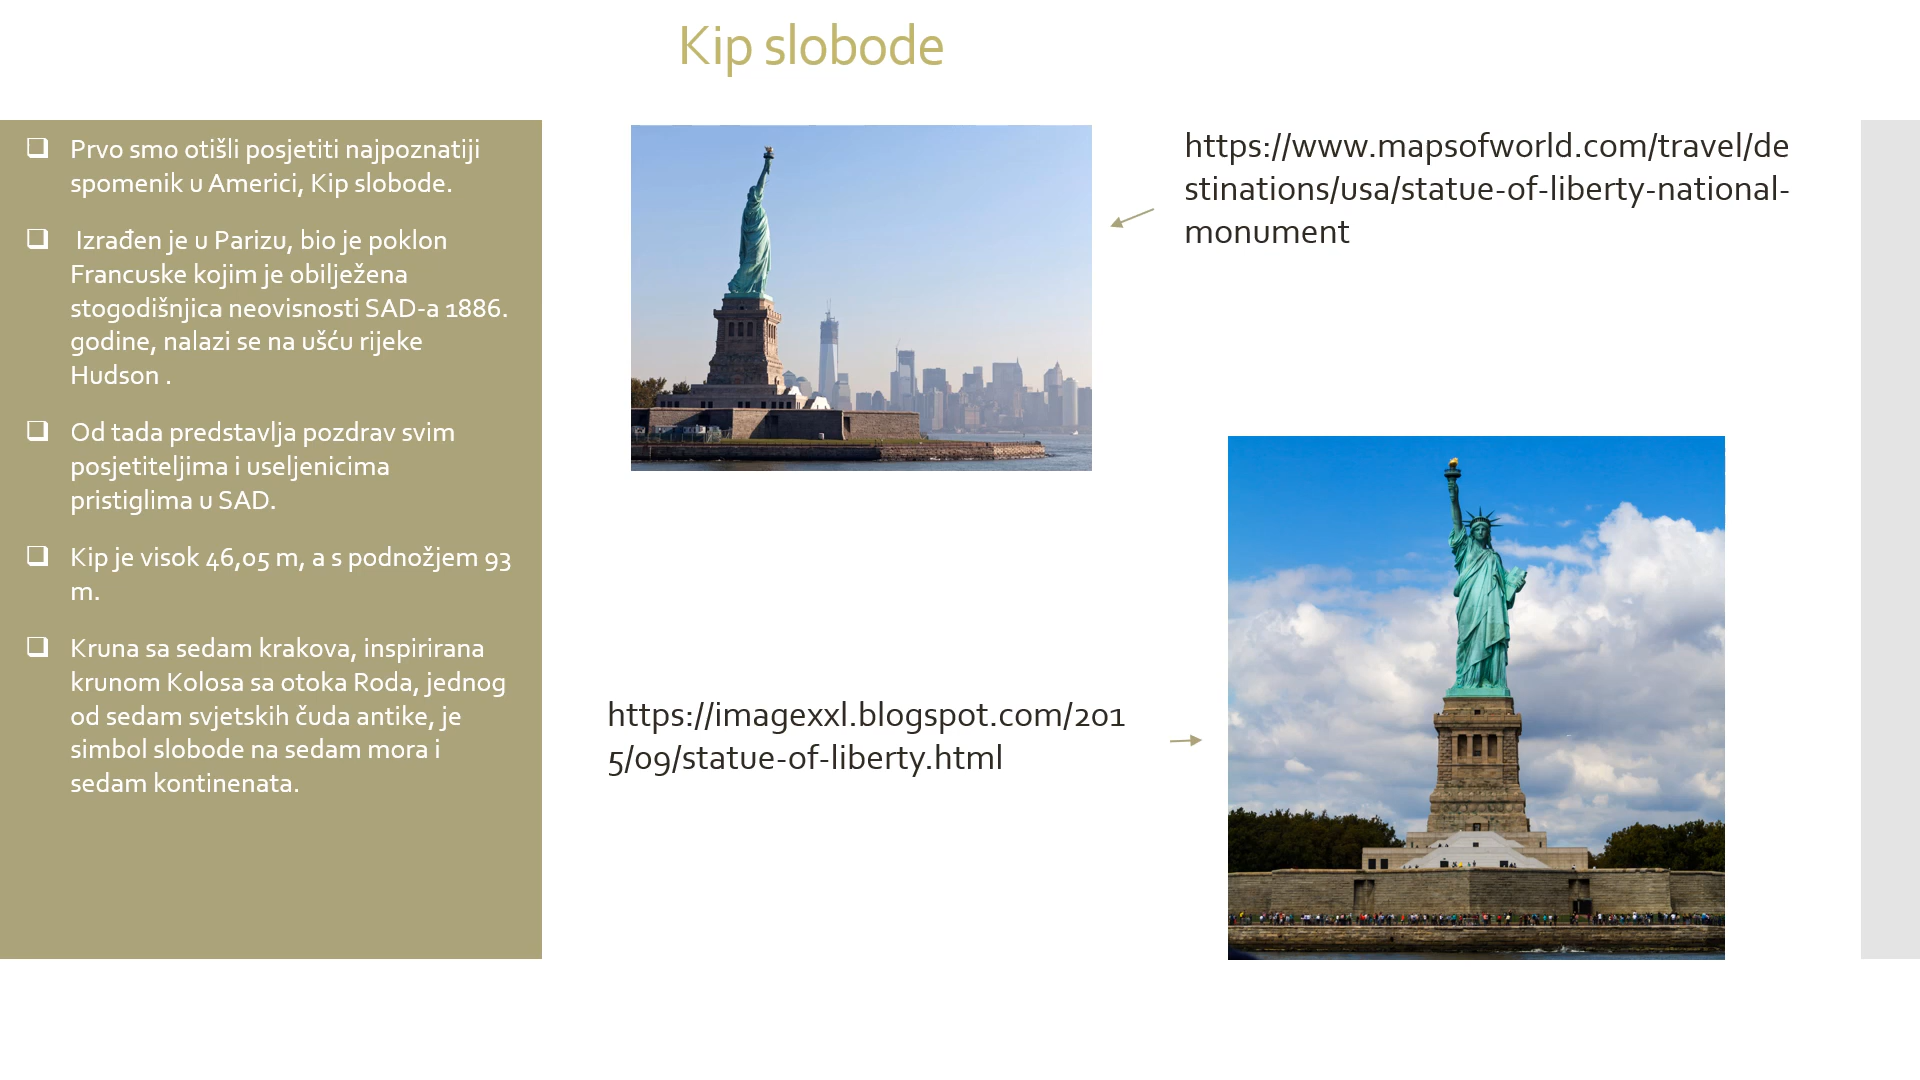 Kip slobode
Prvo smo otišli posjetiti najpoznatiji
spomenik u Americi, Kip slobode.
Izrađen je u Parizu, bio je poklon
Francuske kojim je obilježena
stogodišnjica neovisnosti SAD-a 1886.
godine, nalazi se na ušću rijeke
Hudson .
Od tada predstavlja pozdrav svim
posjetiteljima i useljenicima
pristiglima u SAD.
Kip je visok 46,05 m, a s podnožjem 93
m.
Kruna sa sedam krakova, inspirirana
krunom Kolosa sa otoka Roda, jednog
od sedam svjetskih čuda antike, je
simbol slobode na sedam mora i
sedam kontinenata.
https://www.mapsofworld.com/travel/de
stinations/usa/statue-of-liberty-national-
monument
https://imagexxl.blogspot.com/201
5/09/statue-of-liberty.html